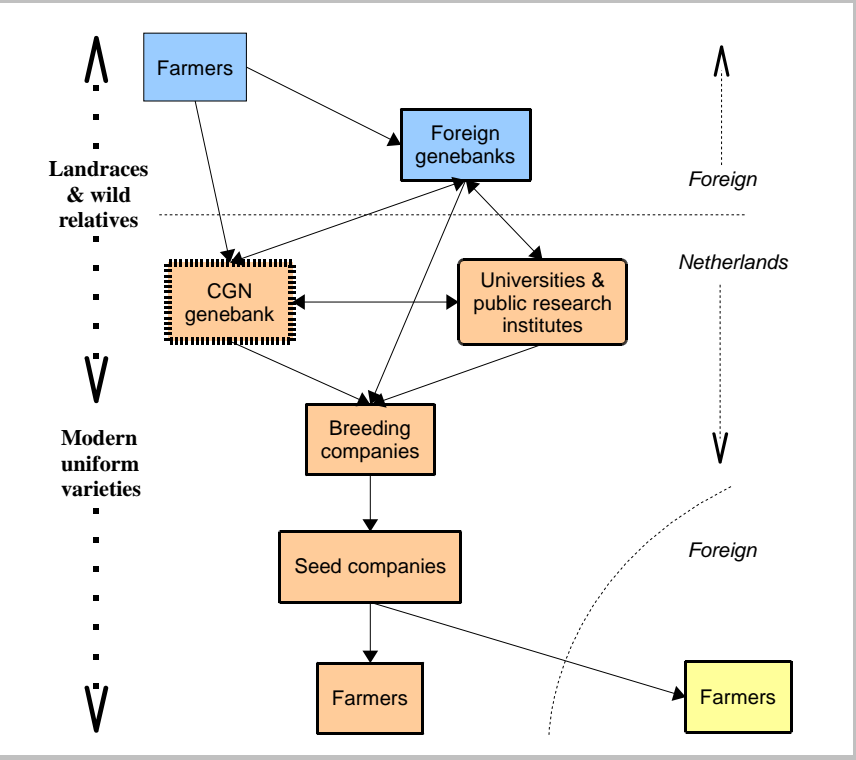 Farmers
Foreign
genebanks
Landraces
& wild
relatives
Foreign
Netherlands
CGN
genebank
Universities &
public research
institutes
Breeding
companies
Modern
uniform
varieties
Seed companies
Foreign
Farmers
Farmers